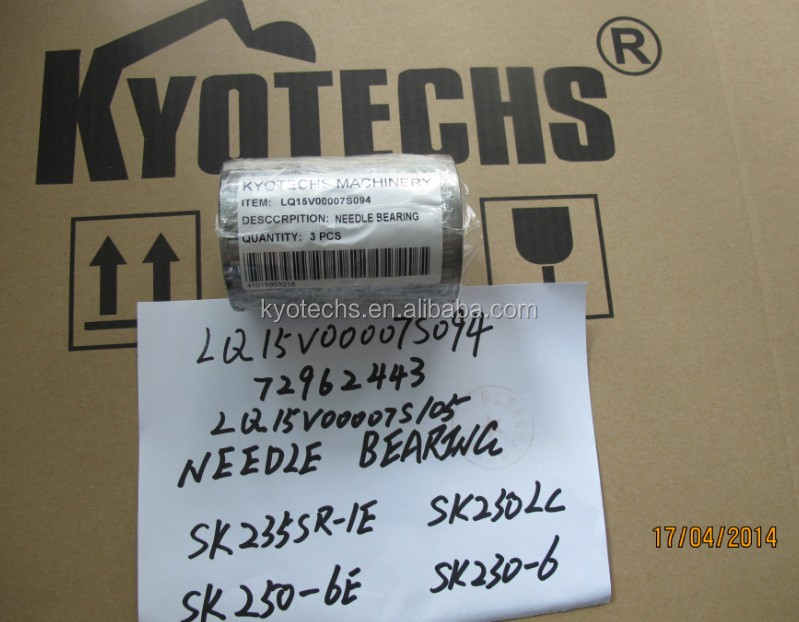 KYOTECHS ®
KYOTECHS MACHINERY
ITEM: LQ15V00007S094
DESCCRPITION: NEEDLE BEARING
QUANTITY: 3 PCS
kyotechs.en.alibaba.com
LQ15V00007S094
72962443
LQ15V00007S105
NEEDLE BEARING
SK235SR-1E SK230LC
SK250-6E SK230-6
17/04/2014